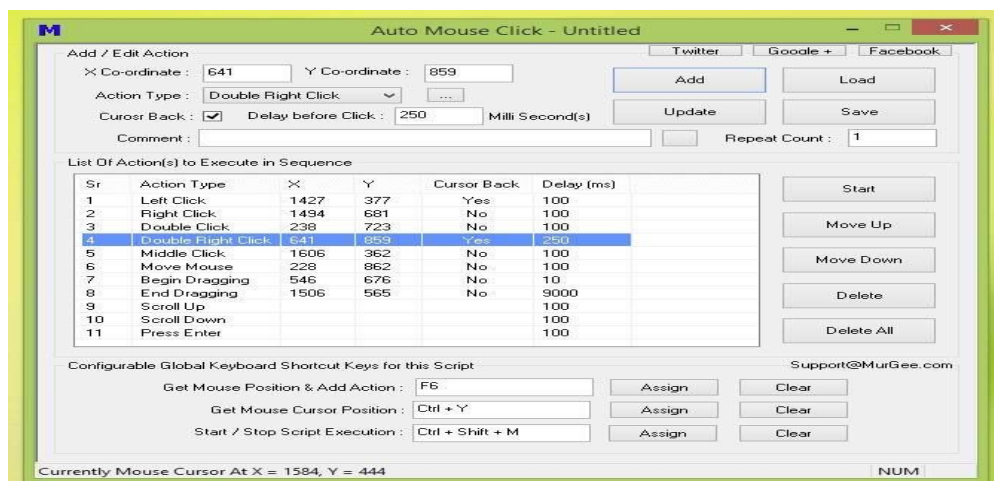 M Auto Mouse Click - Untitled
Add / Edit Action Twitter Google + Facebook
X Co-ordinate : 641 Y Co-ordinate : 859 Add Load
Action Type : Double Right Click ...
Curosr Back : Delay before Click : 250 Milli Second(s) Update Save
Comment : Repeat Count : 1
List Of Action(s) to Execute in Sequence
Sr Action Type X Y Cursor Back Delay (ms)
1 Left Click 1427 377 Yes 100 Start
2 Right Click 1494 681 No 100
3 Double Click 238 723 No 100 Move Up
4 Double Right Click 641 859 Yes 250
5 Middle Click 1606 362 No 100 Move Down
6 Move Mouse 228 862 No 100
7 Begin Dragging 546 676 No 10
8 End Dragging 1506 565 No 9000 Delete
9 Scroll Up 100
10 Scroll Down 100
11 Press Enter 100 Delete All
Configurable Global Keyboard Shortcut Keys for this Script Support@MurGee.com
Get Mouse Position & Add Action : F6 Assign Clear
Get Mouse Cursor Position : Ctrl + Y Assign Clear
Start / Stop Script Execution : Ctrl + Shift + M Assign Clear
Currently Mouse Cursor At X = 1584, Y = 444 NUM